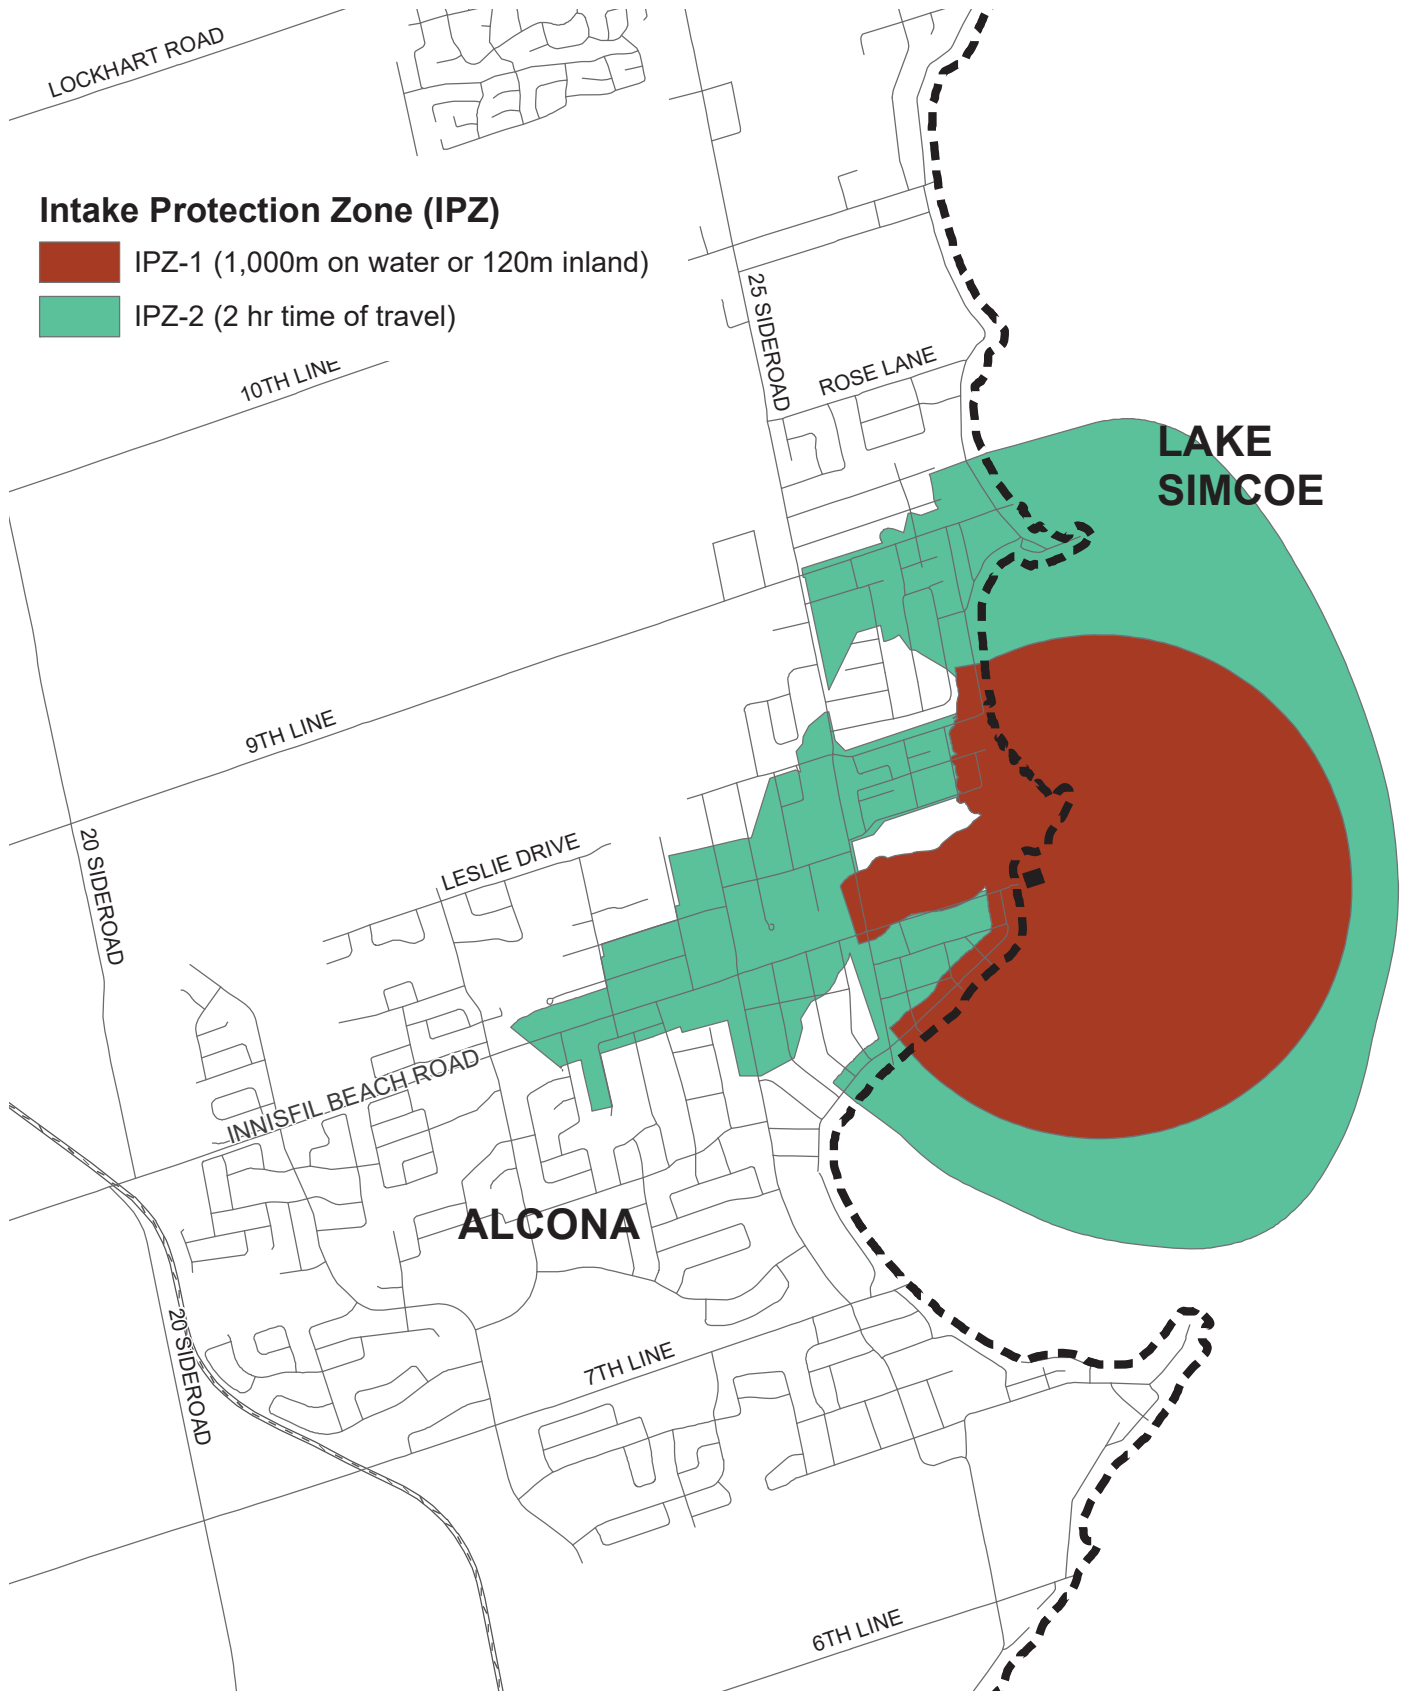 LOCKHART ROAD
Intake Protection Zone (IPZ)
IPZ-1 (1,000m on water or 120m inland)
IPZ-2 (2 hr time of travel)
25 SIDEROAD
ROSE LANE
10TH LINE
LAKE
SIMCOE
9TH LINE
20 SIDEROAD
LESLIE DRIVE
INNISFIL BEACH ROAD
ALCONA
20 SIDEROAD
7TH LINE
6TH LINE